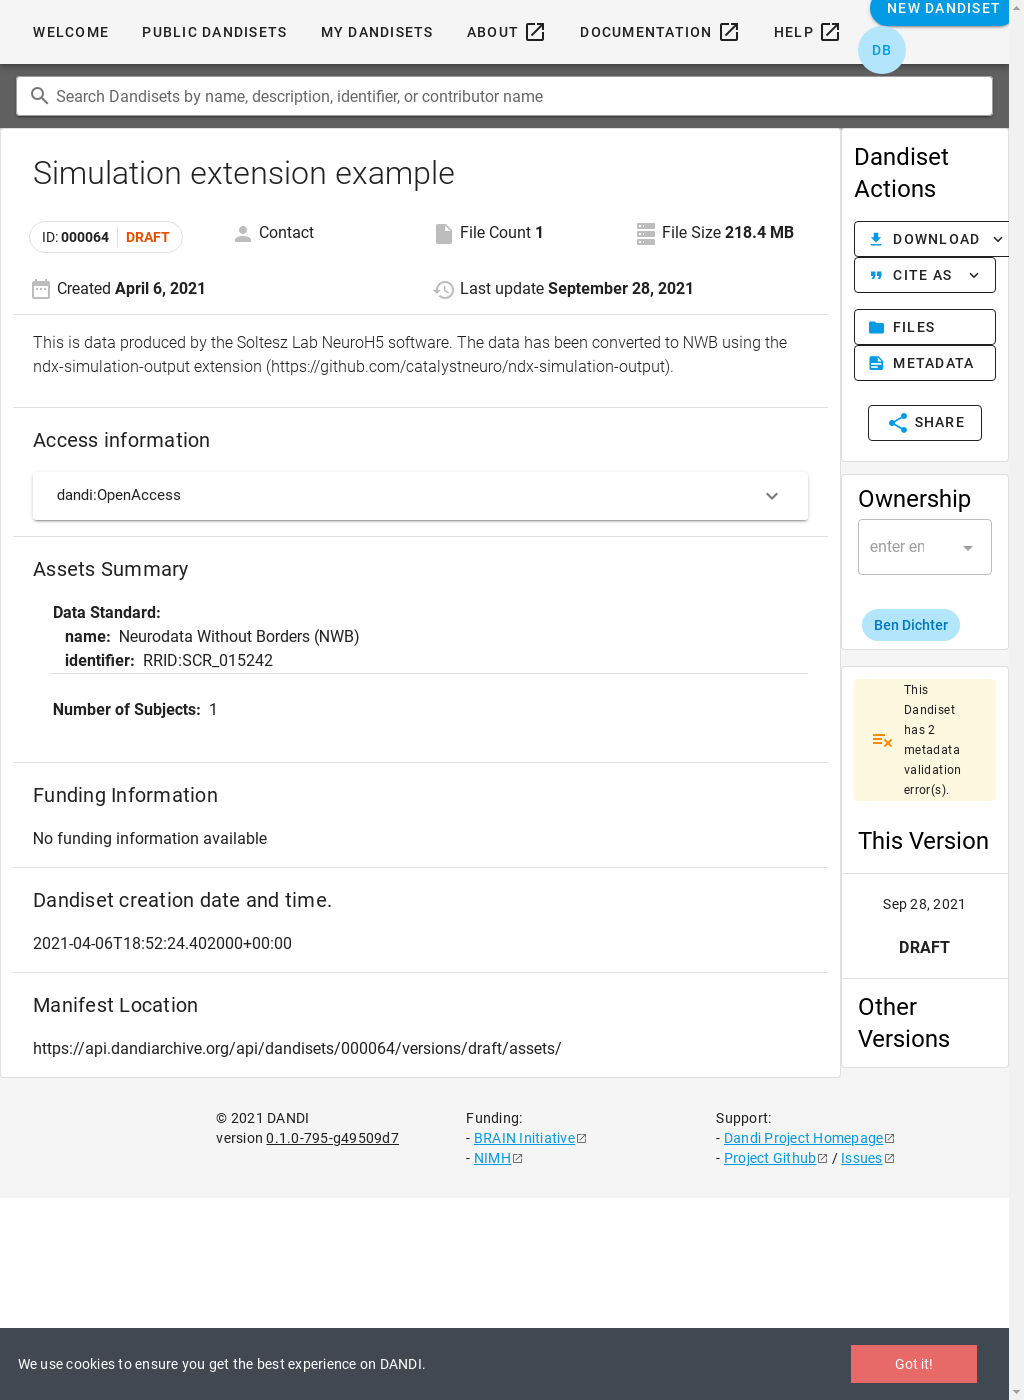 WELCOME PUBLIC DANDISETS MY DANDISETS ABOUT DOCUMENTATION HELP NEW DANDISET
DB
Search Dandisets by name, description, identifier, or contributor name
Simulation extension example
ID: 000064 DRAFT Contact File Count 1 File Size 218.4 MB
Created April 6, 2021 Last update September 28, 2021
This is data produced by the Soltesz Lab NeuroH5 software. The data has been converted to NWB using the
ndx-simulation-output extension (https://github.com/catalystneuro/ndx-simulation-output).
Access information
dandi:OpenAccess
Assets Summary
Data Standard:
name: Neurodata Without Borders (NWB)
identifier: RRID:SCR_015242
Number of Subjects: 1
Funding Information
No funding information available
Dandiset creation date and time.
2021-04-06T18:52:24.402000+00:00
Manifest Location
https://api.dandiarchive.org/api/dandisets/000064/versions/draft/assets/
Dandiset
Actions
DOWNLOAD
CITE AS
FILES
METADATA
SHARE
Ownership
enter en
Ben Dichter
This
Dandiset
has 2
metadata
validation
error(s).
This Version
Sep 28, 2021
DRAFT
Other
Versions
© 2021 DANDI
version 0.1.0-795-g49509d7
Funding:
- BRAIN Initiative
- NIMH
Support:
- Dandi Project Homepage
- Project Github / Issues
We use cookies to ensure you get the best experience on DANDI.
Got it!